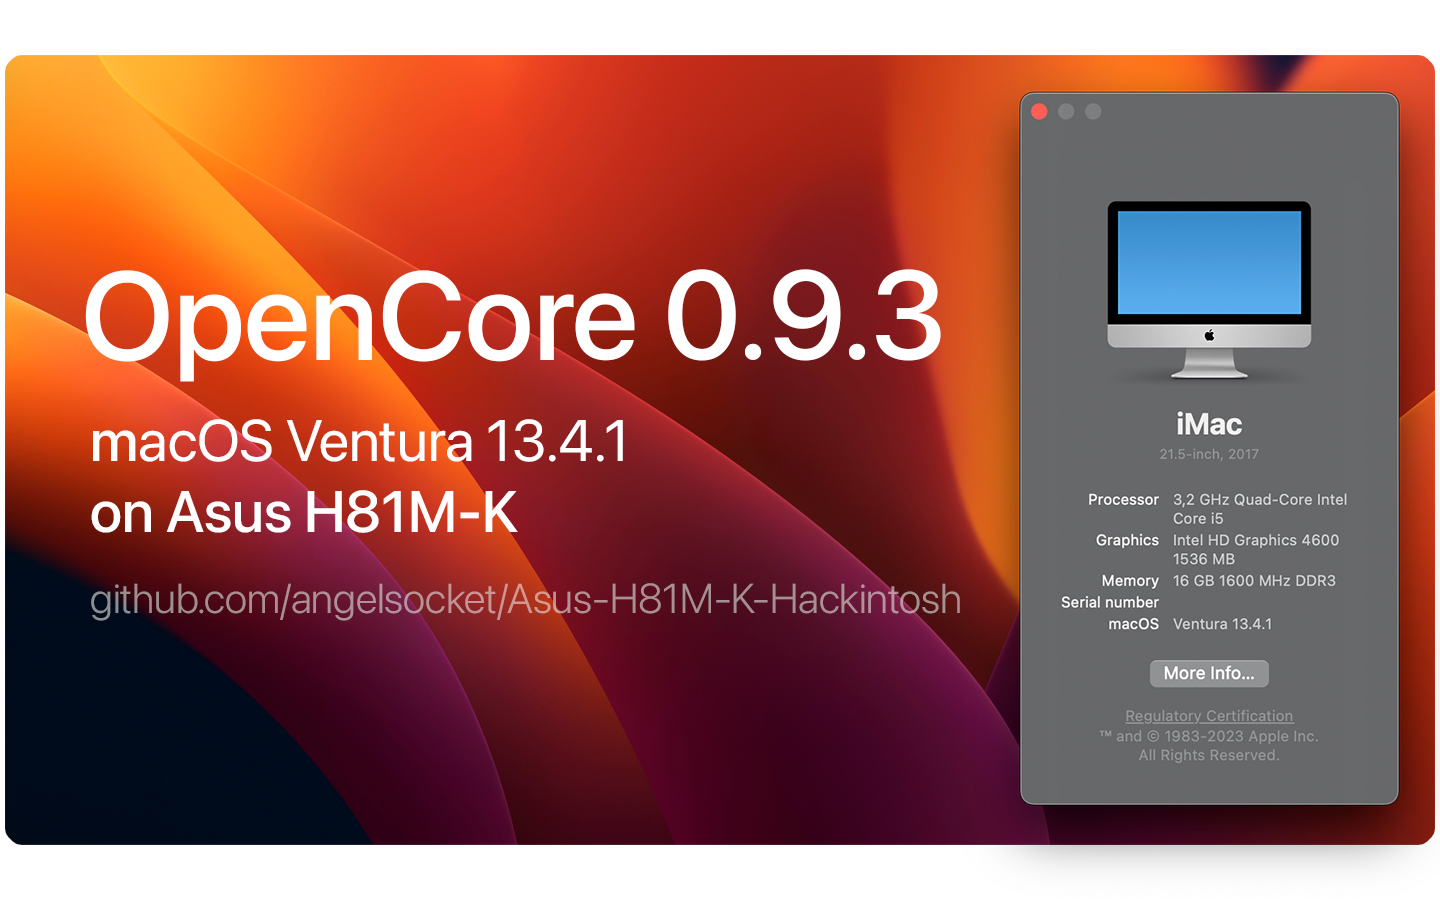 OpenCore 0.9.3
macOS Ventura 13.4.1
on Asus H81M-K
github.com/angelsocket/Asus-H81M-K-Hackintosh
iMac
21.5-inch, 2017
Processor 3,2 GHz Quad-Core Intel
Core i5
Graphics Intel HD Graphics 4600
1536 MB
Memory 16 GB 1600 MHz DDR3
Serial number
macOS Ventura 13.4.1
More Info...
Regulatory Certification
™ and © 1983-2023 Apple Inc.
All Rights Reserved.